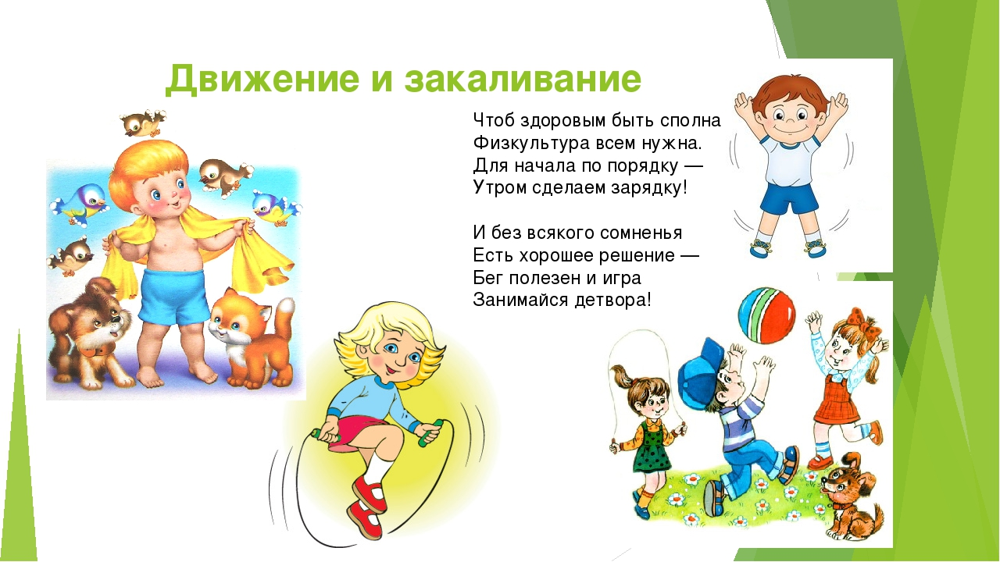 Движение и закаливание
Чтоб здоровым быть сполна
Физкультура всем нужна.
Для начала по порядку —
Утром сделаем зарядку!
И без всякого сомненья
Есть хорошее решение —
Бег полезен и игра
Занимайся детвора!